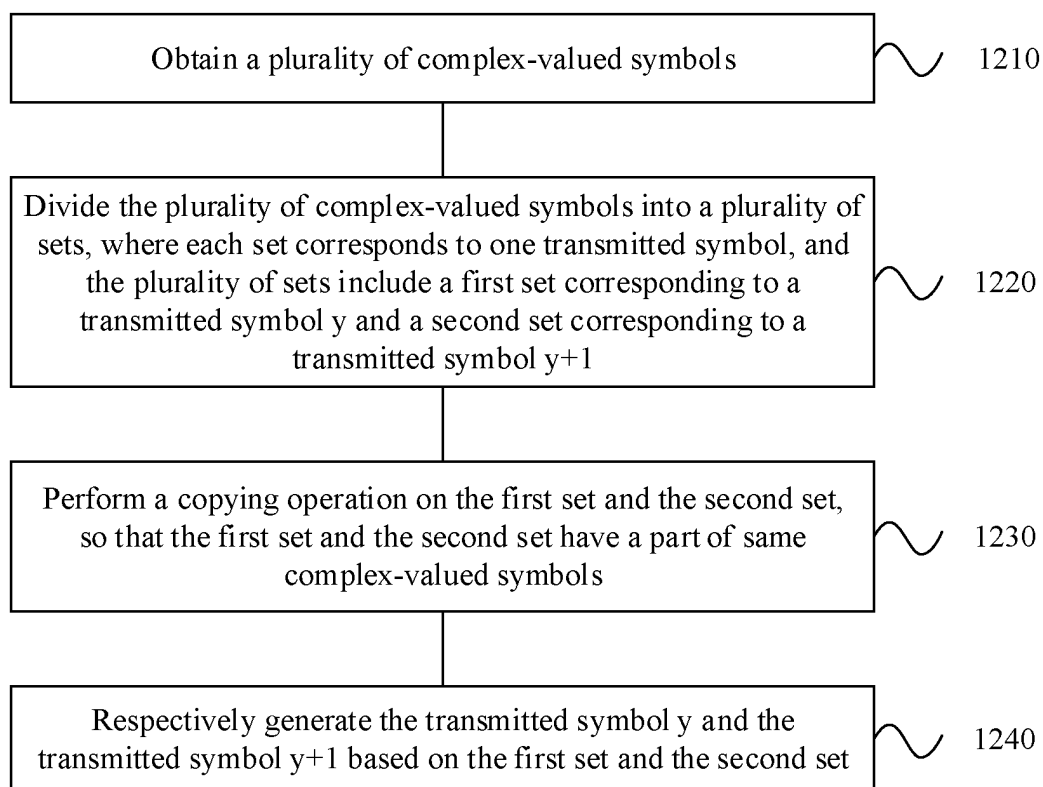 Obtain a plurality of complex-valued symbols
1210
Divide the plurality of complex-valued symbols into a plurality of
sets, where each set corresponds to one transmitted symbol, and
the plurality of sets include a first set corresponding to a
transmitted symbol y and a second set corresponding to a
transmitted symbol y+1
1220
Perform a copying operation on the first set and the second set,
so that the first set and the second set have a part of same
complex-valued symbols
1230
Respectively generate the transmitted symbol y and the
transmitted symbol y+1 based on the first set and the second set
1240